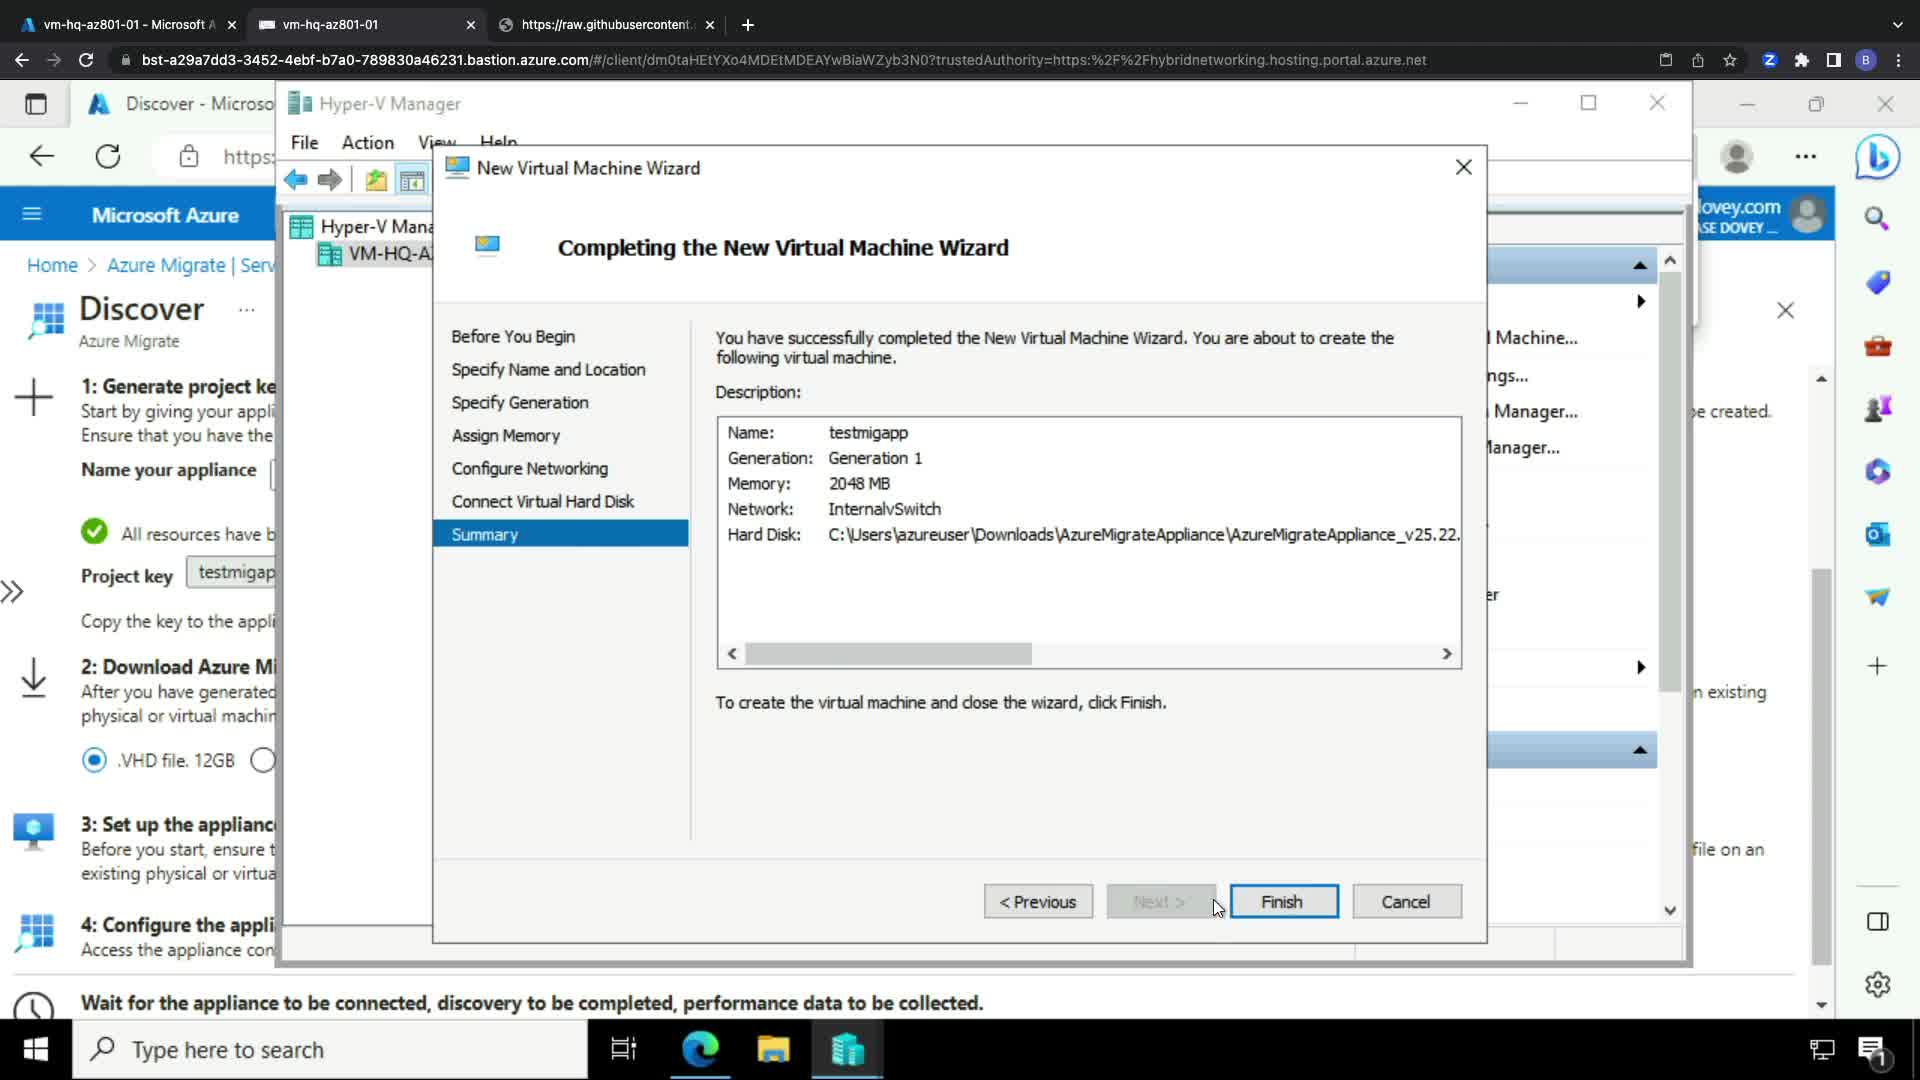 vm-hq-az801-01 - Microsoft A
vm-hq-az801-01
https://raw.githubusercontent.
bst-a29a7dd3-3452-4ebf-b7a0-789830a46231.bastion.azure.com/#/client/dm0taHEtYXo4MDEtMDEAYwBiaWZyb3N0?trustedAuthority=https:%2F%2Fhybridnetworking.hosting.portal.azure.net
B
Discover - Microso
Hyper-V Manager
File Action View Help
https:
New Virtual Machine Wizard
Microsoft Azure
lovey.com
ASE DOVEY ...
Hyper-V Mana
VM-HQ-AZ
Completing the New Virtual Machine Wizard
Home > Azure Migrate | Serv
Discover ...
Azure Migrate
Before You Begin
Specify Name and Location
Specify Generation
Assign Memory
Configure Networking
Connect Virtual Hard Disk
Summary
You have successfully completed the New Virtual Machine Wizard. You are about to create the
following virtual machine.
Description:
Name: testmigapp
Generation: Generation 1
Memory: 2048 MB
Network: InternalvSwitch
Hard Disk: C:\Users\azureuser\Downloads\AzureMigrateAppliance\AzureMigrateAppliance_v25.22.
To create the virtual machine and close the wizard, click Finish.
< Previous
Next >
Finish
Cancel
l Machine...
ngs...
Manager...
Manager...
er
1: Generate project ke
Start by giving your appli
Ensure that you have the
be created.
Name your appliance
All resources have b
Project key testmigap
Copy the key to the appli
2: Download Azure Mi
After you have generated
physical or virtual machin
n existing
.VHD file. 12GB
3: Set up the applianc
Before you start, ensure t
existing physical or virtua
file on an
4: Configure the appli
Access the appliance con
Wait for the appliance to be connected, discovery to be completed, performance data to be collected.
Type here to search
1